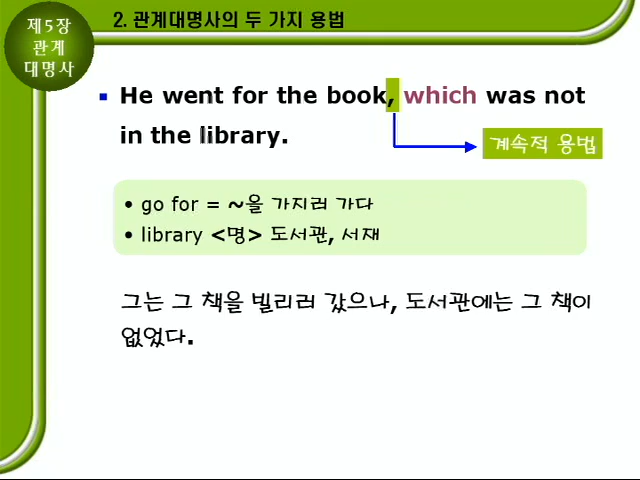 제5장
관계
대명사
2. 관계대명사의 두 가지 용법
▪ He went for the book, which was not
in the library.
계속적 용법
• go for = ~을 가지러 가다
• library <명> 도서관, 서재
그는 그 책을 빌리러 갔으나, 도서관에는 그 책이
없었다.